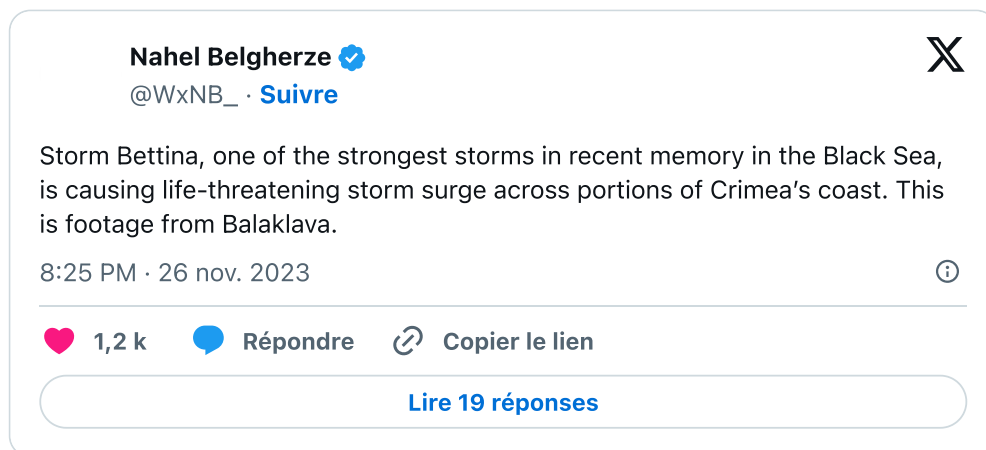 Nahel Belgherze
@WxNB_ · Suivre
Storm Bettina, one of the strongest storms in recent memory in the Black Sea,
is causing life-threatening storm surge across portions of Crimea’s coast. This
is footage from Balaklava.
8:25 PM · 26 nov. 2023
1,2 k Répondre Copier le lien
Lire 19 réponses